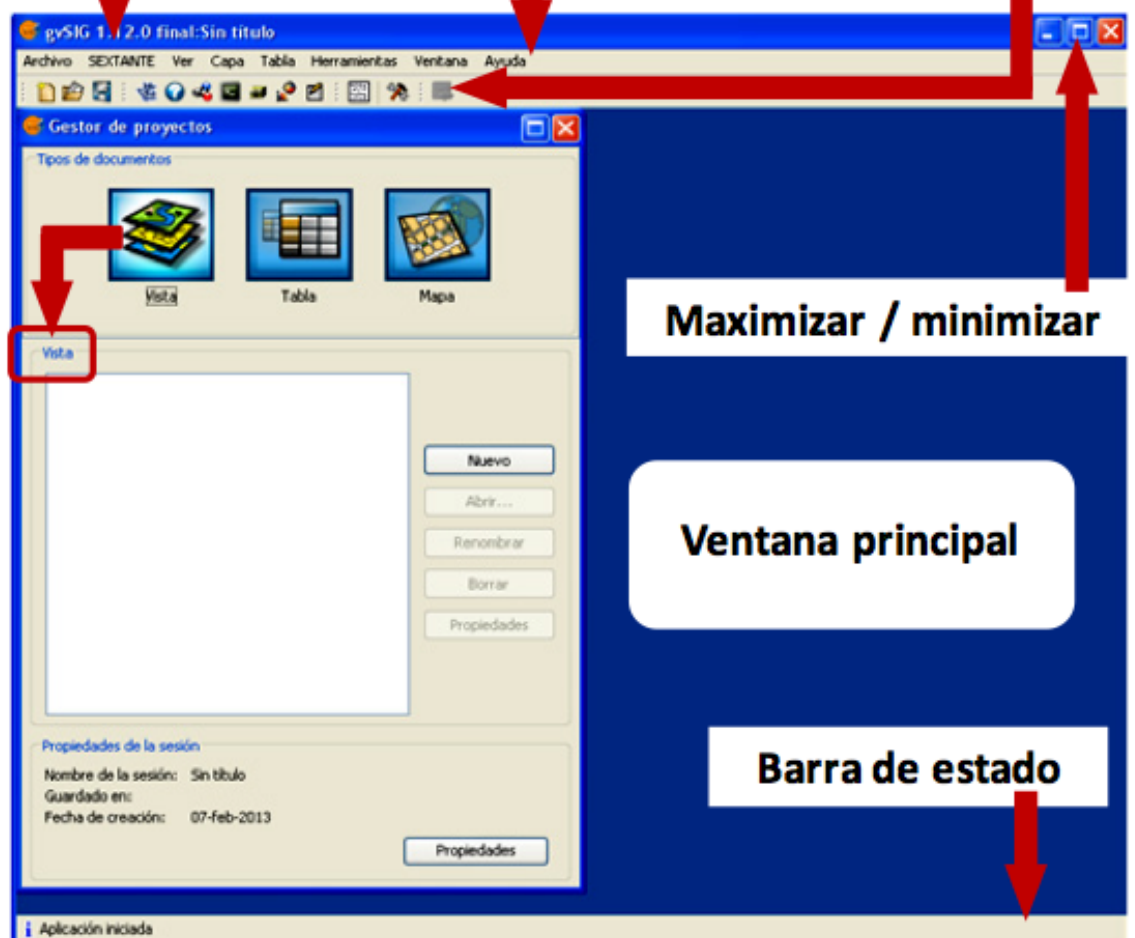 gvSIG 1.12.0 final:Sin título
Archivo SEXTANTE Ver Capa Tabla Herramientas Ventana Ayuda
Gestor de proyectos
Tipos de documentos
Vista Tabla Mapa
Maximizar / minimizar
Vista
Nuevo
Abrir...
Renombrar
Borrar
Propiedades
Ventana principal
Propiedades de la sesión
Nombre de la sesión: Sin título
Guardado en:
Fecha de creación: 07-feb-2013
Propiedades
Barra de estado
Aplicación iniciada